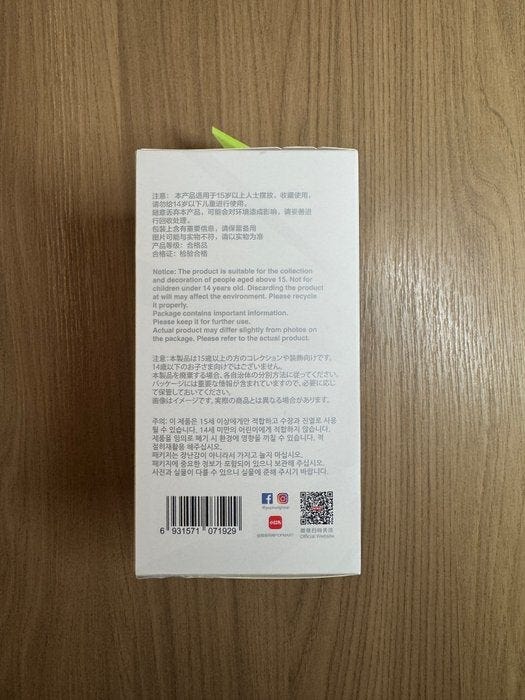 注意： 本产品适用于15岁以上人士摆放，收藏使用，
请勿给14岁以下儿童进行使用。
随意丢弃本产品，可能会对环境造成影响，请妥善进
行回收处理。
包装上含有重要信息，请保留备用
图片可能与实物不符，请以实物为准
产品等级：合格品
合格证：检验合格
Notice: The product is suitable for the collection
and decoration of people aged above 15. Not for
children under 14 years old. Discarding the product
at will may affect the environment. Please recycle
it properly.
Package contains important information.
Please keep it for further use.
Actual product may differ slightly from photos on
the package. Please refer to the actual product.
注意：本製品は15歳以上の方のコレクションや装飾向けです。
14歳以下のお子さま向けではございません。
本製品を廃棄する場合、各自治体の分別方法に従ってください。
パッケージには重要な情報が含まれていますので、必要に応じ
て保管しておいてください。
画像はイメージです。実際の商品とは異なる場合があります。
주의: 이 제품은 15세 이상에게만 적합하고 수장과 진열로 사용
될 수 있습니다. 14세 미만의 어린이에게 적합하지 않습니다.
제품을 임의로 폐기 시 환경에 영향을 끼칠 수 있습니다. 적
절히재활용 해주십시오.
패키지는 장난감이 아니라서 가지고 놀지 마십시오.
패키지에 중요한 정보가 포함되어 있으니 보관해 주십시오.
사진과 실물이 다를 수 있으니 실물에 준해 주시기 바랍니다.
6 931571 071929
@popmartglobal
小红书
Official Website